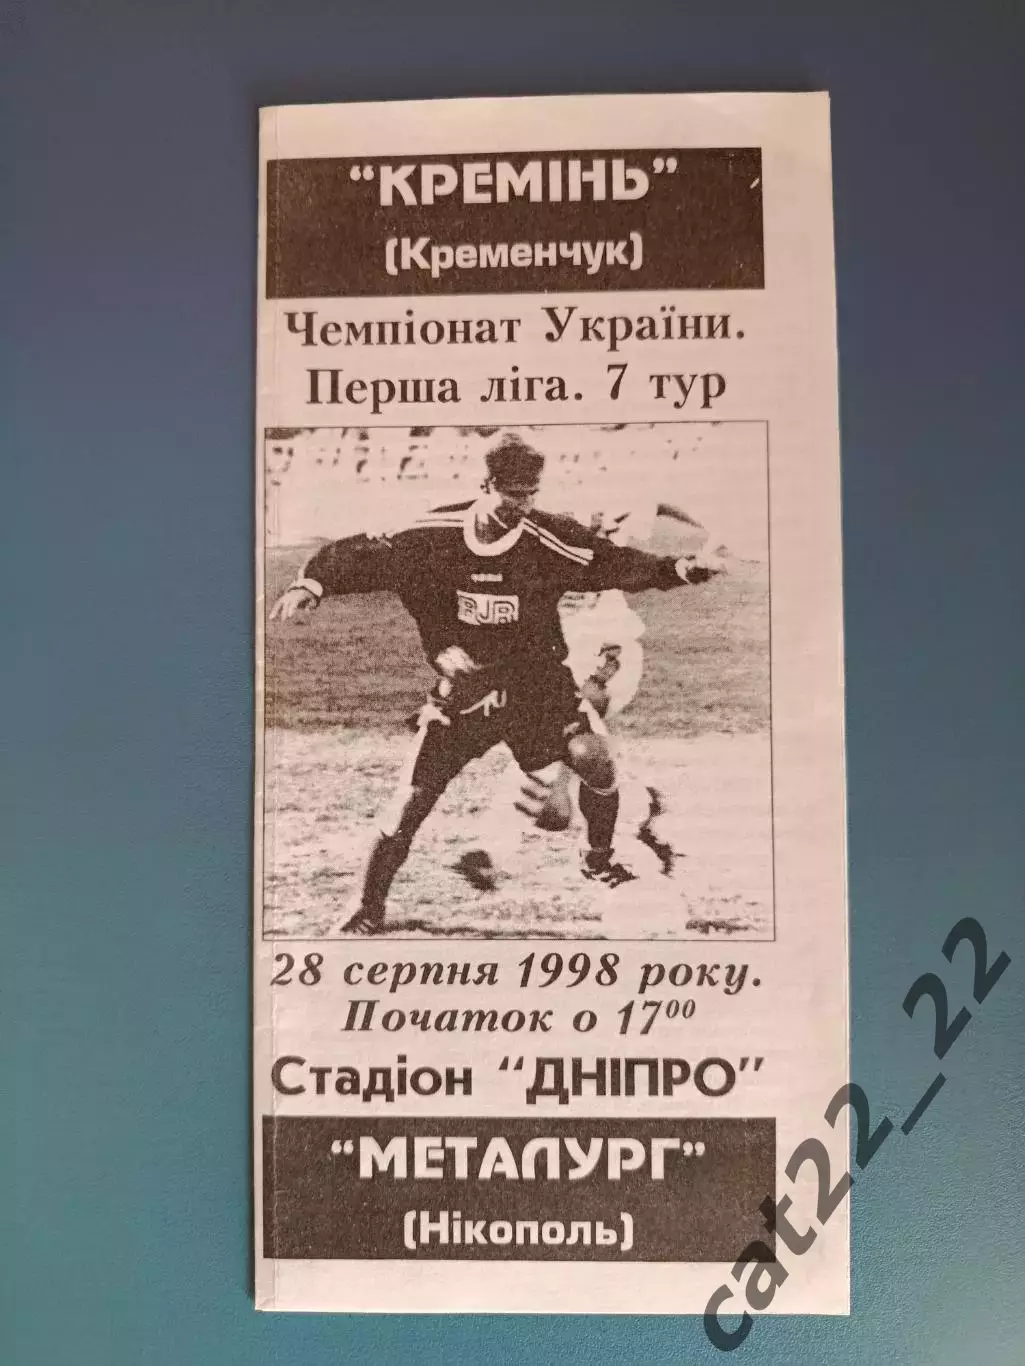 "КРЕМІНЬ"
(Кременчук)
Чемпіонат України.
Перша ліга. 7 тур
28 серпня 1998 року.
Початок о 17⁰⁰
Стадіон "ДНІПРО"
"МЕТАЛУРГ"
(Нікополь)
cat22_22